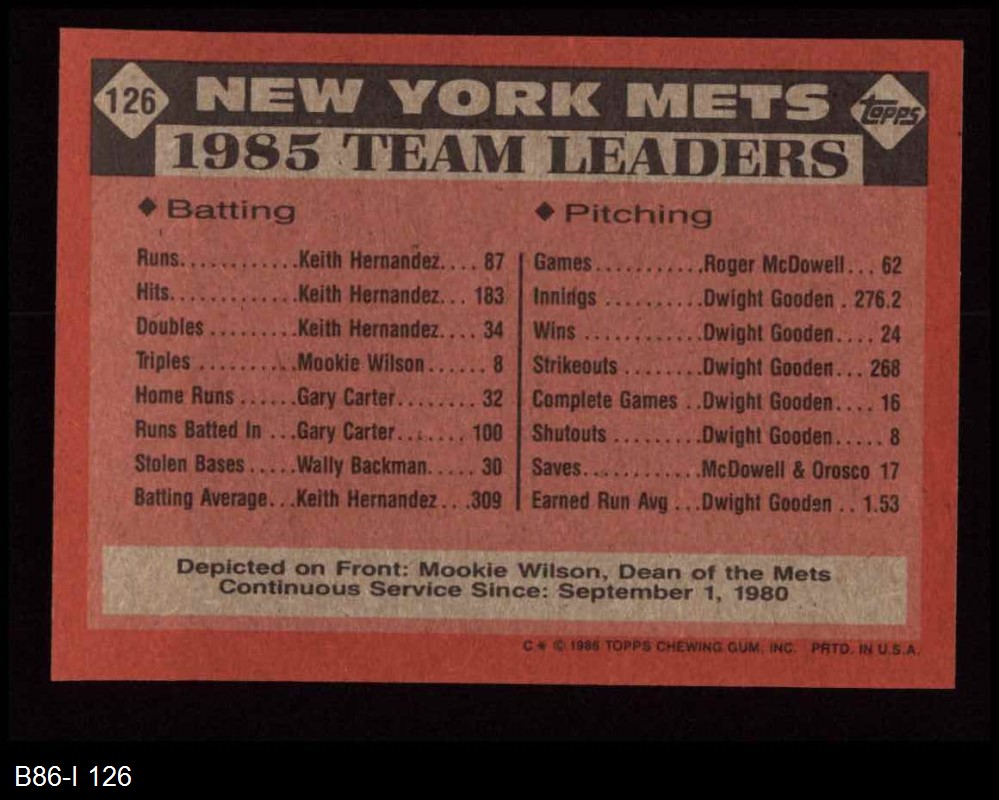 126 NEW YORK METS topps
1985 TEAM LEADERS
◆ Batting
Runs............Keith Hernandez.... 87
Hits............Keith Hernandez... 183
Doubles .........Keith Hernandez.... 34
Triples ..........Mookie Wilson...... 8
Home Runs ......Gary Carter........ 32
Runs Batted In ...Gary Carter....... 100
Stolen Bases .....Wally Backman..... 30
Batting Average...Keith Hernandez ...309
◆ Pitching
Games...........Roger McDowell... 62
Innings ..........Dwight Gooden . 276.2
Wins ............Dwight Gooden.... 24
Strikeouts ........Dwight Gooden... 268
Complete Games ..Dwight Gooden.... 16
Shutouts .........Dwight Gooden..... 8
Saves............McDowell & Orosco 17
Earned Run Avg ...Dwight Gooden .. 1.53
Depicted on Front: Mookie Wilson, Dean of the Mets
Continuous Service Since: September 1, 1980
C * © 1986 TOPPS CHEWING GUM, INC. PRTD. IN U.S.A.
B86-I 126